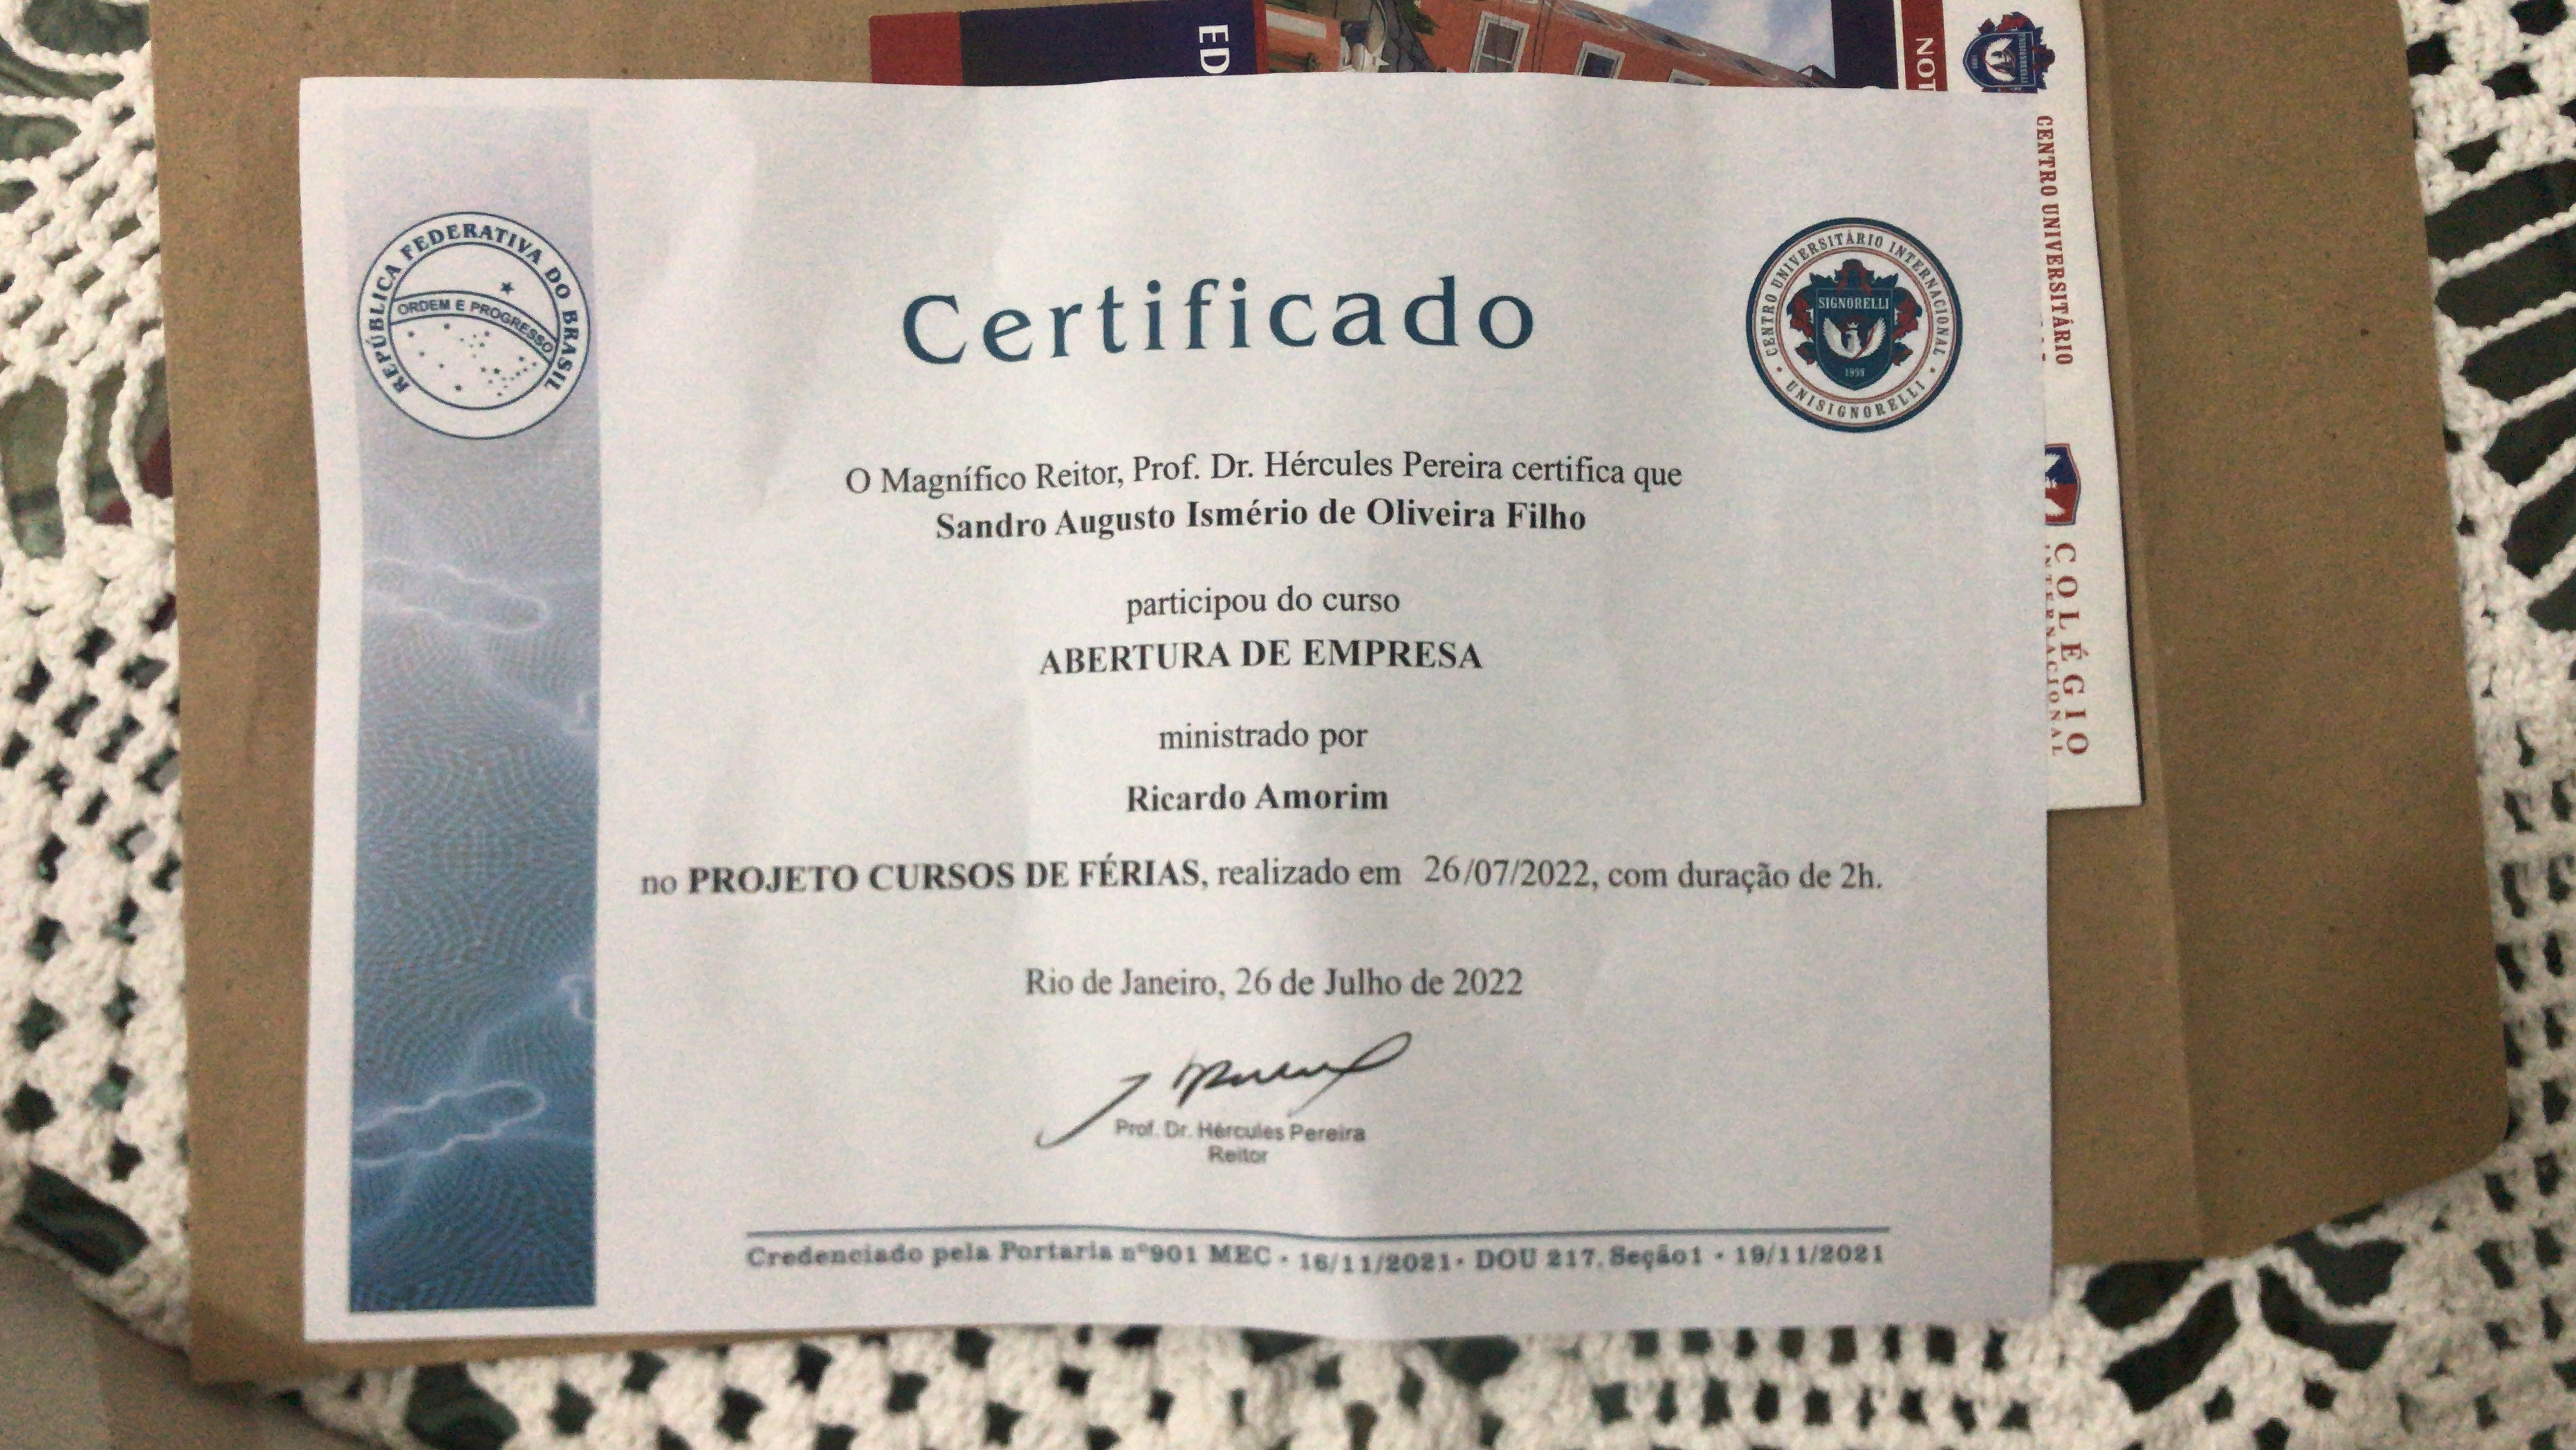 ED
NOT
CENTRO UNIVERSITÁRIO
COLÉGIO
INTERNACIONAL
REPÚBLICA FEDERATIVA DO BRASIL
ORDEM E PROGRESSO
Certificado
CENTRO UNIVERSITÁRIO INTERNACIONAL
SIGNORELLI
1998
• UNISIGNORELLI •
O Magnífico Reitor, Prof. Dr. Hércules Pereira certifica que
Sandro Augusto Ismério de Oliveira Filho
participou do curso
ABERTURA DE EMPRESA
ministrado por
Ricardo Amorim
no PROJETO CURSOS DE FÉRIAS, realizado em 26/07/2022, com duração de 2h.
Rio de Janeiro, 26 de Julho de 2022
Prof. Dr. Hércules Pereira
Reitor
Credenciado pela Portaria nº901 MEC • 16/11/2021• DOU 217, Seção1 • 19/11/2021